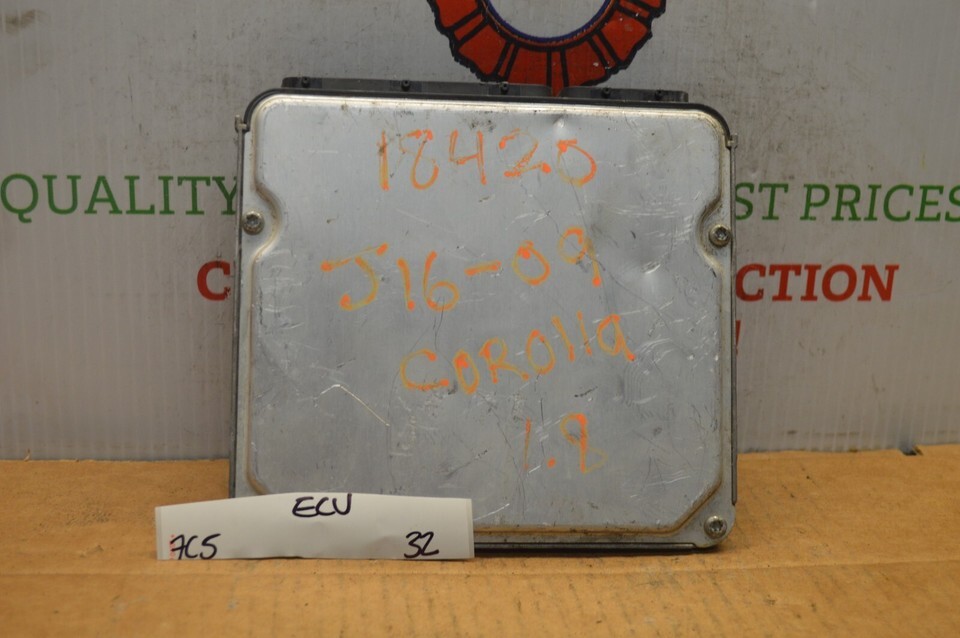 18420
QUALITY
ST PRICES
J16-09
C
CTION
COROlla
1.8
ECU
7C5 32